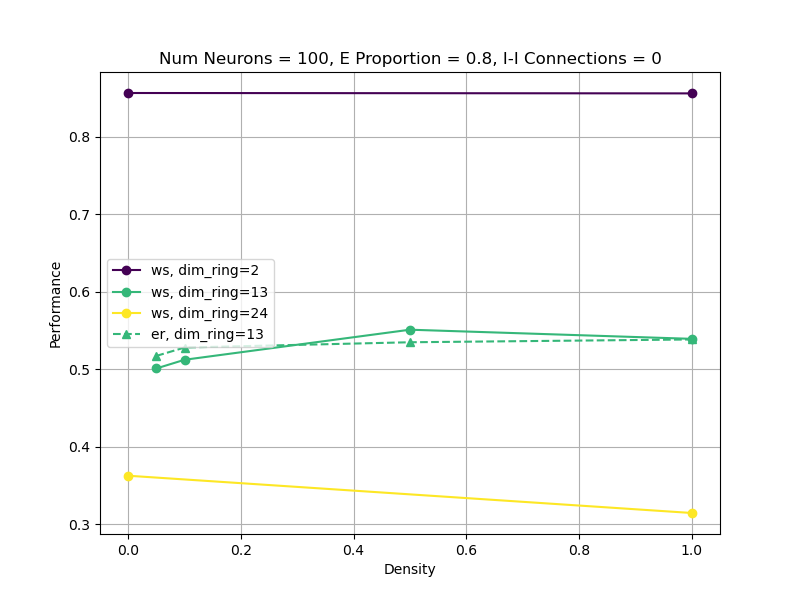 Num Neurons = 100, E Proportion = 0.8, I-I Connections = 0
0.8
0.7
0.6
0.5
0.4
0.3
Performance
ws, dim_ring=2
ws, dim_ring=13
ws, dim_ring=24
er, dim_ring=13
0.0 0.2 0.4 0.6 0.8 1.0
Density